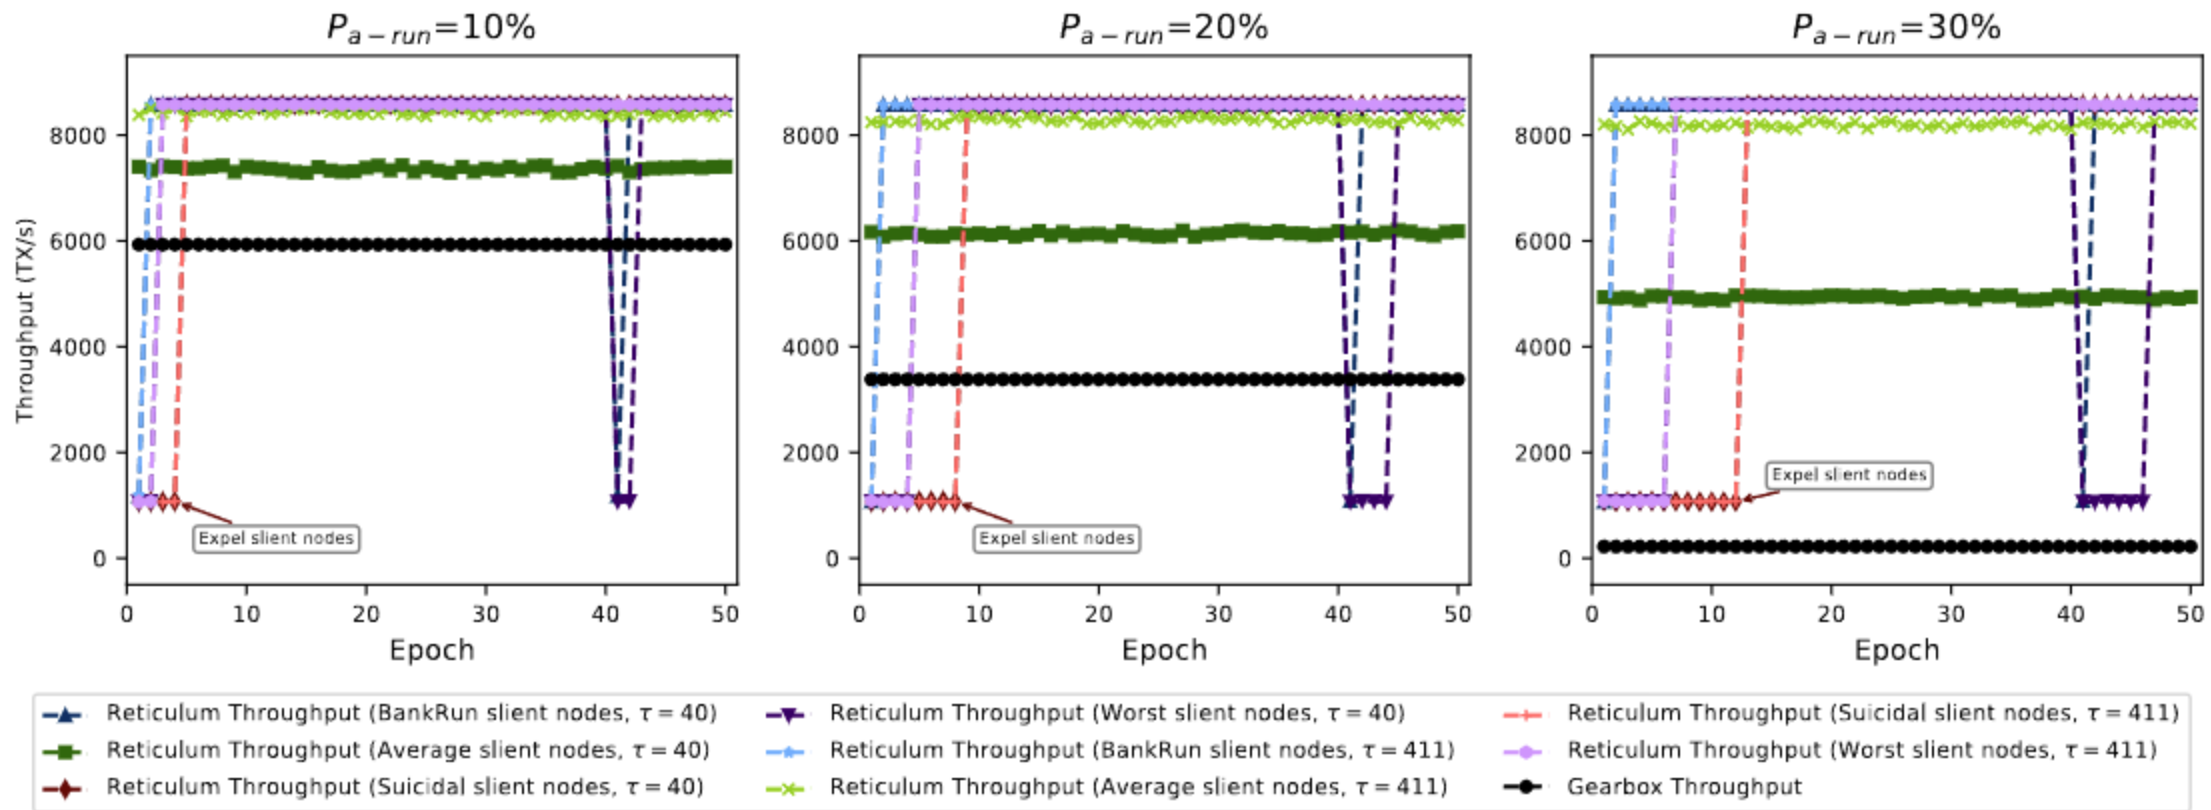 P_{a-run}=10%
P_{a-run}=20%
P_{a-run}=30%
Throughput (TX/s)
8000
6000
4000
2000
0
Expel slient nodes
0 10 20 30 40 50
Epoch
8000
6000
4000
2000
0
Expel slient nodes
0 10 20 30 40 50
Epoch
8000
6000
4000
2000
0
Expel slient nodes
0 10 20 30 40 50
Epoch
Reticulum Throughput (BankRun slient nodes, τ = 40)
Reticulum Throughput (Average slient nodes, τ = 40)
Reticulum Throughput (Suicidal slient nodes, τ = 40)
Reticulum Throughput (Worst slient nodes, τ = 40)
Reticulum Throughput (BankRun slient nodes, τ = 411)
Reticulum Throughput (Average slient nodes, τ = 411)
Reticulum Throughput (Suicidal slient nodes, τ = 411)
Reticulum Throughput (Worst slient nodes, τ = 411)
Gearbox Throughput